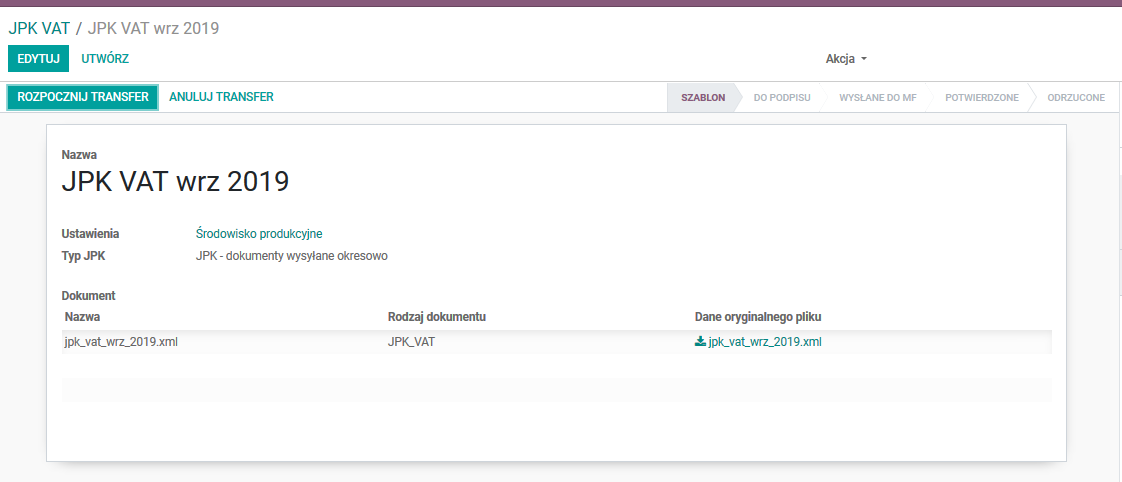 JPK VAT / JPK VAT wrz 2019
EDYTUJ UTWÓRZ Akcja
ROZPOCZNIJ TRANSFER ANULUJ TRANSFER SZABLON DO PODPISU WYSŁANE DO MF POTWIERDZONE ODRZUCONE
Nazwa
JPK VAT wrz 2019
Ustawienia Środowisko produkcyjne
Typ JPK JPK - dokumenty wysyłane okresowo
Dokument
Nazwa Rodzaj dokumentu Dane oryginalnego pliku
jpk_vat_wrz_2019.xml JPK_VAT jpk_vat_wrz_2019.xml